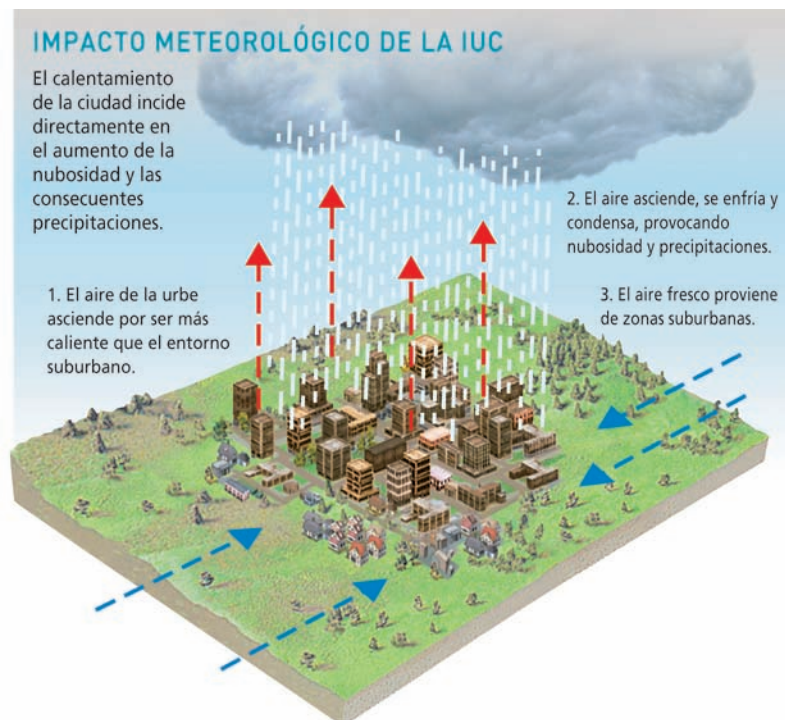 IMPACTO METEOROLÓGICO DE LA IUC
El calentamiento
de la ciudad incide
directamente en
el aumento de la
nubosidad y las
consecuentes
precipitaciones.
1. El aire de la urbe
asciende por ser más
caliente que el entorno
suburbano.
2. El aire asciende, se enfría y
condensa, provocando
nubosidad y precipitaciones.
3. El aire fresco proviene
de zonas suburbanas.